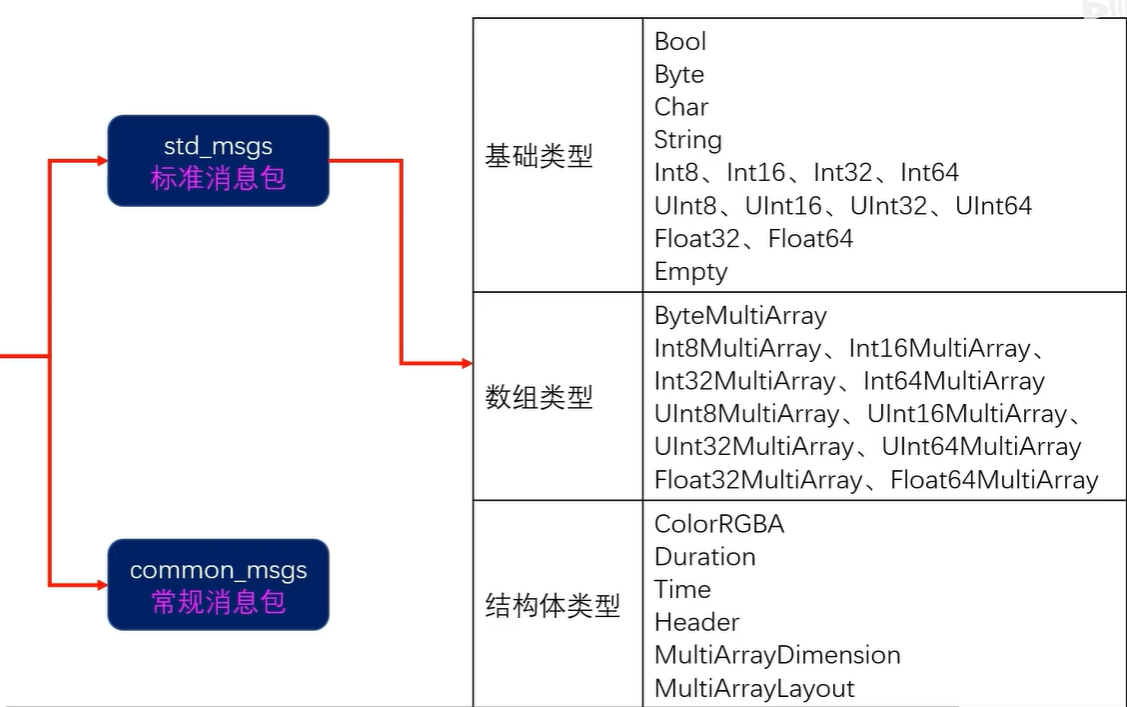 std_msgs
标准消息包
common_msgs
常规消息包
基础类型
Bool
Byte
Char
String
Int8、Int16、Int32、Int64
UInt8、UInt16、UInt32、UInt64
Float32、Float64
Empty
数组类型
ByteMultiArray
Int8MultiArray、Int16MultiArray、
Int32MultiArray、Int64MultiArray
UInt8MultiArray、UInt16MultiArray、
UInt32MultiArray、UInt64MultiArray
Float32MultiArray、Float64MultiArray
结构体类型
ColorRGBA
Duration
Time
Header
MultiArrayDimension
MultiArrayLayout